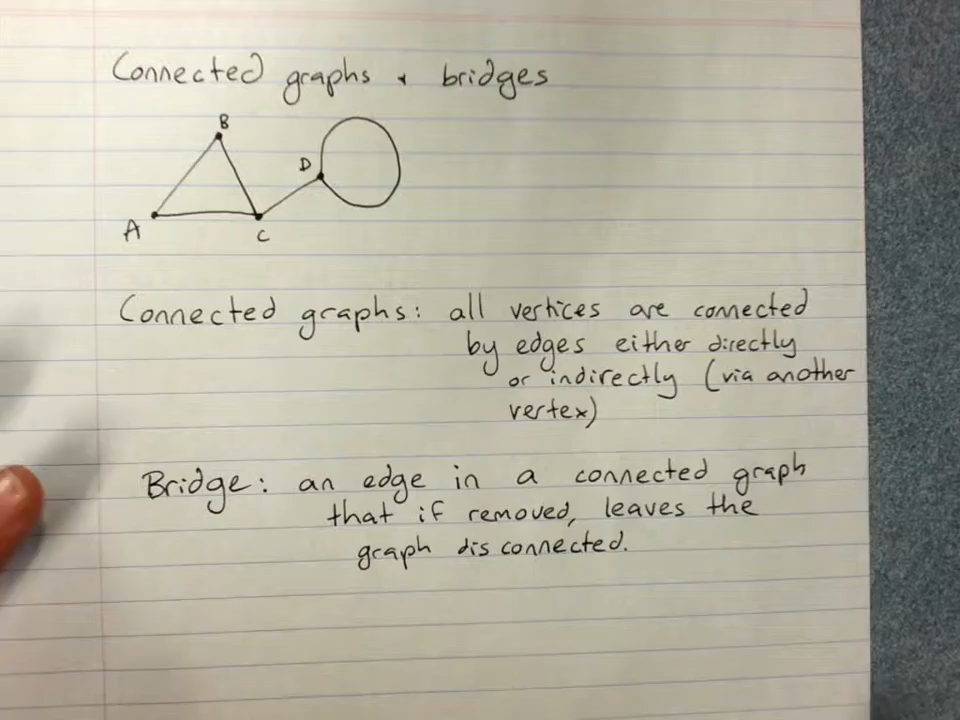 Connected graphs & bridges
B
D
A
C
Connected graphs: all vertices are connected
by edges either directly
or indirectly (via another
vertex)
Bridge: an edge in a connected graph
that if removed, leaves the
graph disconnected.